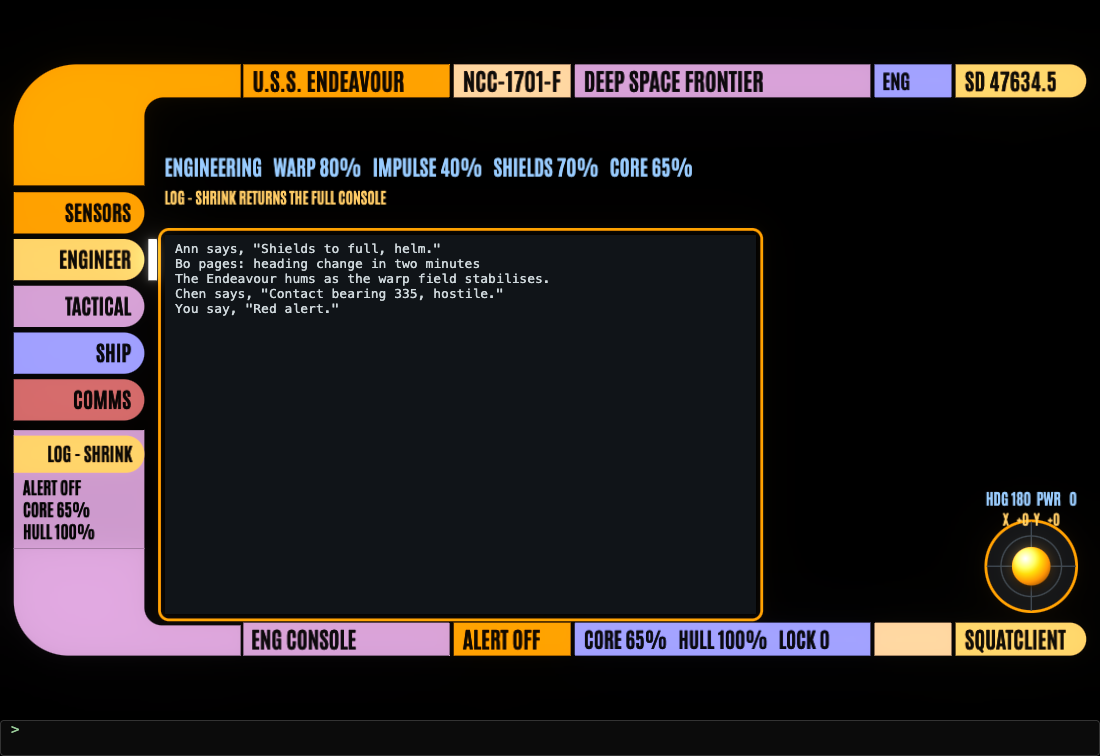 U.S.S. ENDEAVOUR NCC-1701-F DEEP SPACE FRONTIER ENG SD 47634.5
ENGINEERING WARP 80% IMPULSE 40% SHIELDS 70% CORE 65%
LOG - SHRINK RETURNS THE FULL CONSOLE
SENSORS
ENGINEER
TACTICAL
SHIP
COMMS
LOG - SHRINK
ALERT OFF
CORE 65%
HULL 100%
Ann says, "Shields to full, helm."
Bo pages: heading change in two minutes
The Endeavour hums as the warp field stabilises.
Chen says, "Contact bearing 335, hostile."
You say, "Red alert."
HDG 180 PWR 0
X +0 Y +0
ENG CONSOLE ALERT OFF CORE 65% HULL 100% LOCK 0 SQUATCLIENT
>